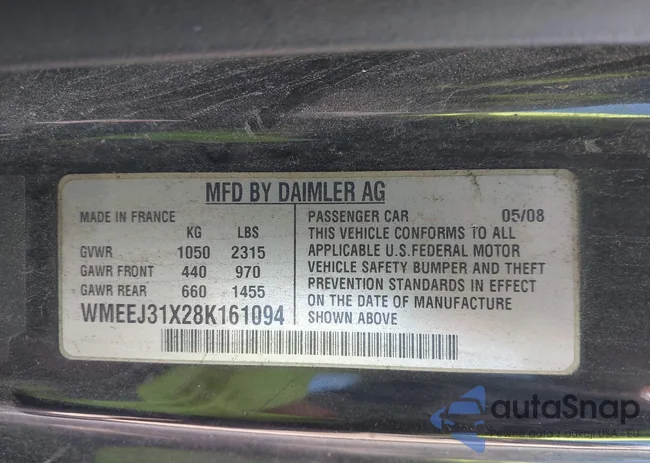 MFD BY DAIMLER AG
MADE IN FRANCE
KG LBS
GVWR 1050 2315
GAWR FRONT 440 970
GAWR REAR 660 1455
WMEEJ31X28K161094
PASSENGER CAR 05/08
THIS VEHICLE CONFORMS TO ALL
APPLICABLE U.S. FEDERAL MOTOR
VEHICLE SAFETY BUMPER AND THEFT
PREVENTION STANDARDS IN EFFECT
ON THE DATE OF MANUFACTURE
SHOWN ABOVE
autaSnap